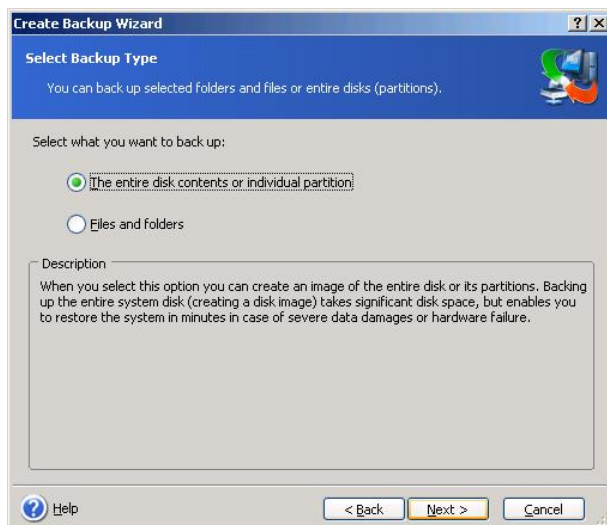 Create Backup Wizard
Select Backup Type
You can back up selected folders and files or entire disks (partitions).
Select what you want to back up:
The entire disk contents or individual partition
Files and folders
Description
When you select this option you can create an image of the entire disk or its partitions. Backing
up the entire system disk (creating a disk image) takes significant disk space, but enables you
to restore the system in minutes in case of severe data damages or hardware failure.
Help
< Back
Next >
Cancel